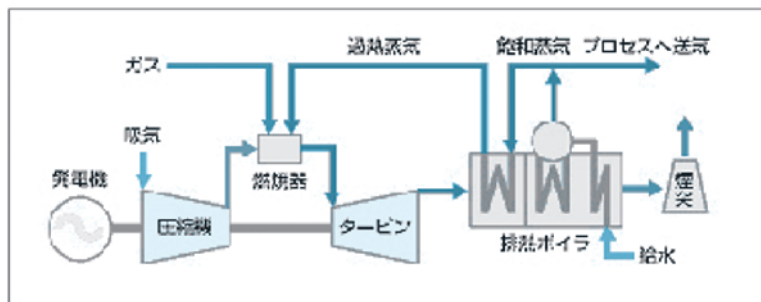 過熱蒸気
飽和蒸気 プロセスへ送気
ガス
吸気
発電機
燃焼器
圧縮機
タービン
煙突
排熱ボイラ
給水